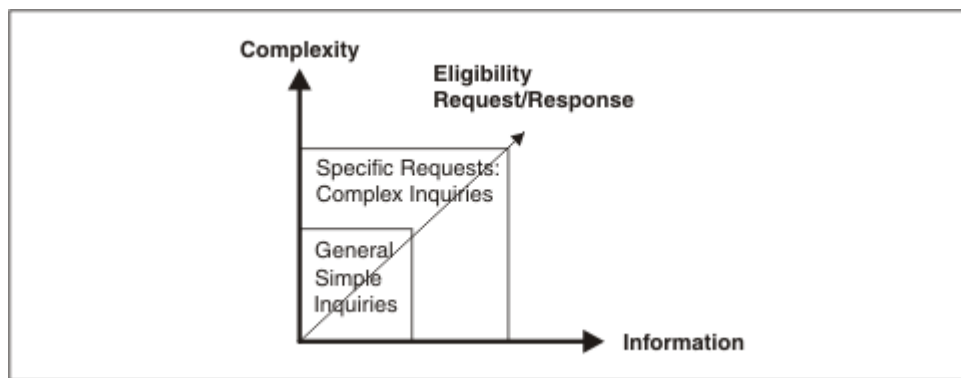 Complexity
Eligibility
Request/Response
Specific Requests:
Complex Inquiries
General
Simple
Inquiries
Information